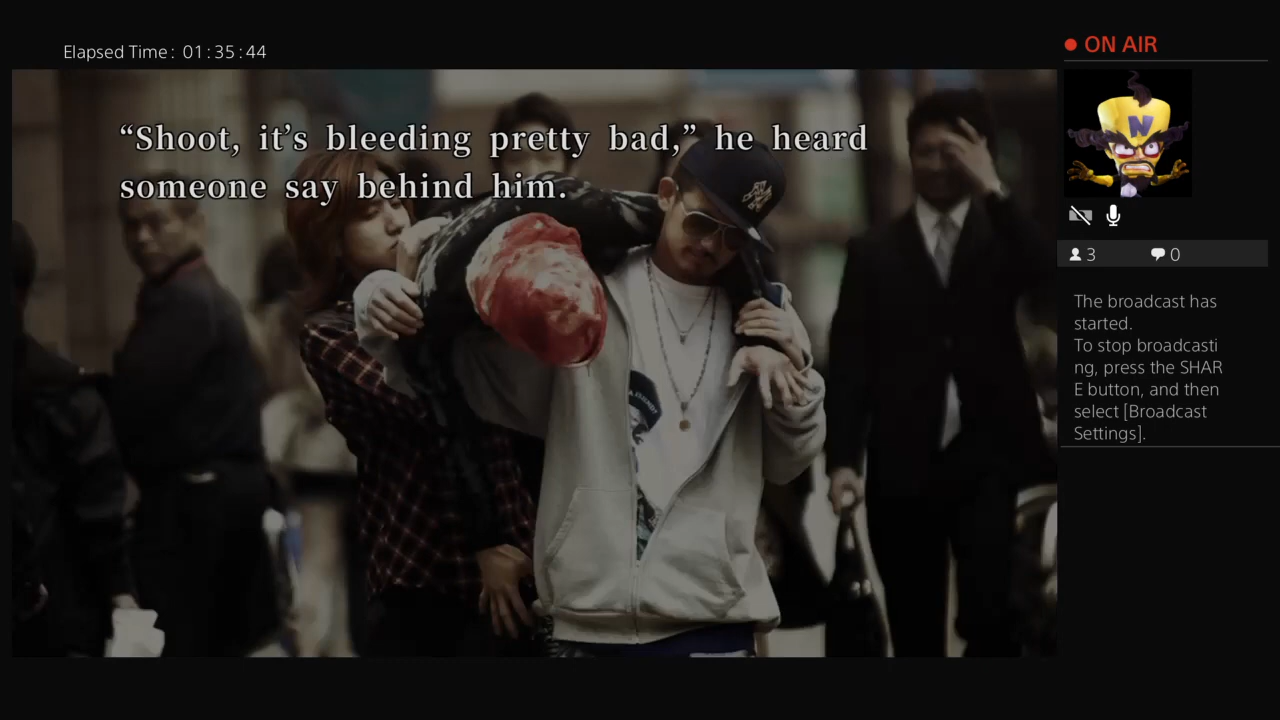 Elapsed Time: 01:35:44
ON AIR
“Shoot, it’s bleeding pretty bad,” he heard
someone say behind him.
N
3 0
The broadcast has
started.
To stop broadcasti
ng, press the SHAR
E button, and then
select [Broadcast
Settings].